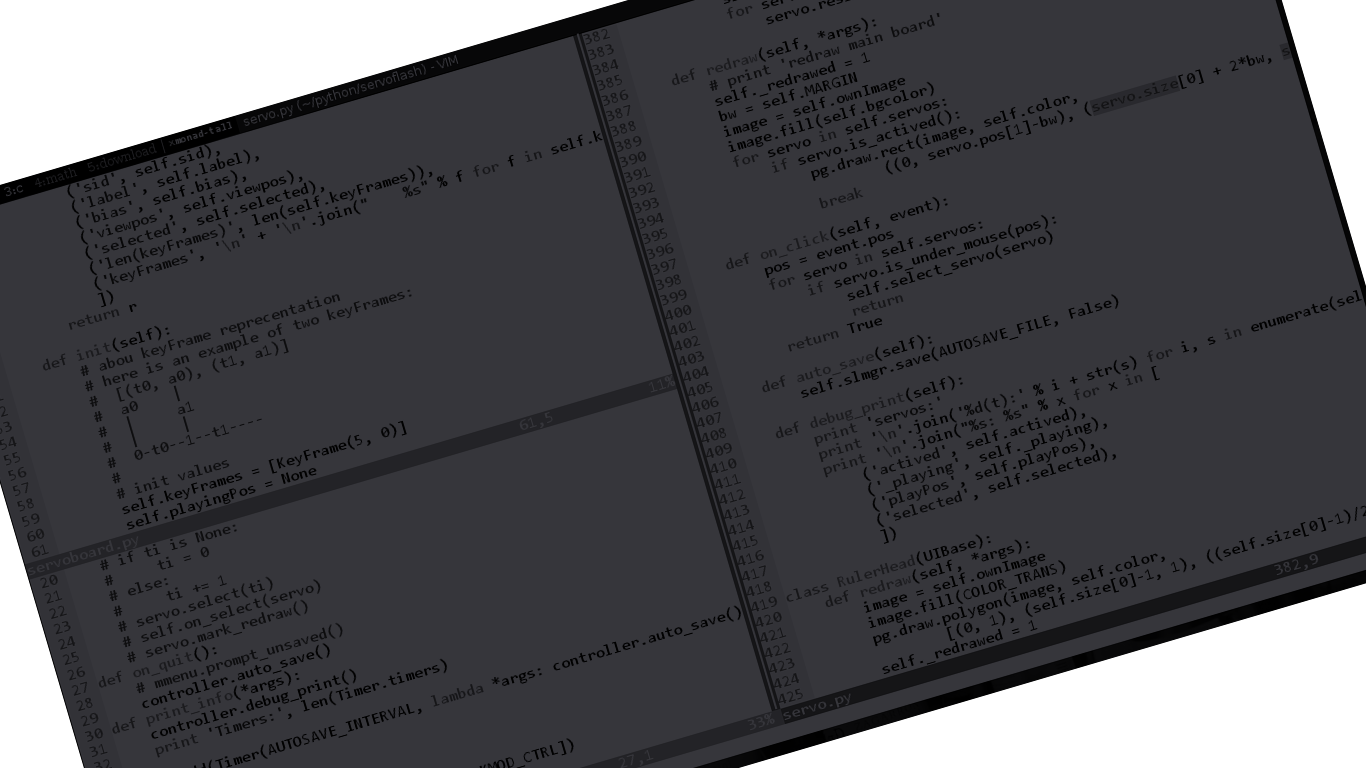 3:c 4:math 5:download xmonad-tall servo.py (~/python/servoflash) - VIM
('sid', self.sid),
('label', self.label),
('bias', self.bias),
('viewpos', self.viewpos),
('selected', self.selected),
('len(keyFrames)', len(self.keyFrames)),
('keyFrames', '\n' + '\n'.join("    %s" % f for f in self.k
])
return r
def init(self):
# abou keyFrame reprecentation
# here is an example of two keyFrames:
# [(t0, a0), (t1, a1)]
# a0    |
# |     a1
# |     |
54 #
55 # 0-t0--1--t1----
56 #
57 # init values
58 self.keyFrames = [KeyFrame(5, 0)]
59 self.playingPos = None
60
61
servoboard.py 61,5 11%
20 # if ti is None:
21 #     ti = 0
22 # else:
23 #     ti += 1
24 # servo.select(ti)
25 # self.on_select(servo)
26 # servo.mark_redraw()
27 def on_quit():
28 # mmenu.prompt_unsaved()
29 controller.auto_save()
30 def print_info(*args):
31 controller.debug_print()
32 print 'Timers:', len(Timer.timers)
(Timer(AUTOSAVE_INTERVAL, lambda *args: controller.auto_save()
KMOD_CTRL])
27,1 33%
for
382 servo.res
383
384 def redraw(self, *args):
385 # print 'redraw main board'
386 self._redrawed = 1
387 bw = self.MARGIN
388 image = self.ownImage
389 image.fill(self.bgcolor)
390 for servo in self.servos:
391 if servo.is_actived():
392 pg.draw.rect(image, self.color,
393 ((0, servo.pos[1]-bw), (servo.size[0] + 2*bw, s
394 break
395
396 def on_click(self, event):
397 pos = event.pos
398 for servo in self.servos:
399 if servo.is_under_mouse(pos):
400 self.select_servo(servo)
401 return
402 return True
403
404 def auto_save(self):
405 self.slmgr.save(AUTOSAVE_FILE, False)
406
407 def debug_print(self):
408 print 'servos:'
409 print '\n'.join('%d(t):' % i + str(s) for i, s in enumerate(sel
410 print '\n'.join("%s: %s" % x for x in [
411 ('actived', self.actived),
412 ('_playing', self._playing),
413 ('playPos', self.playPos),
414 ('selected', self.selected),
415 ])
416
417
418
419 class RulerHead(UIBase):
420 def redraw(self, *args):
421 image = self.ownImage
422 image.fill(COLOR_TRANS)
423 pg.draw.polygon(image, self.color,
424 [(0, 1), (self.size[0]-1, 1), ((self.size[0]-1)/2
425 self._redrawed = 1
servo.py 382,9